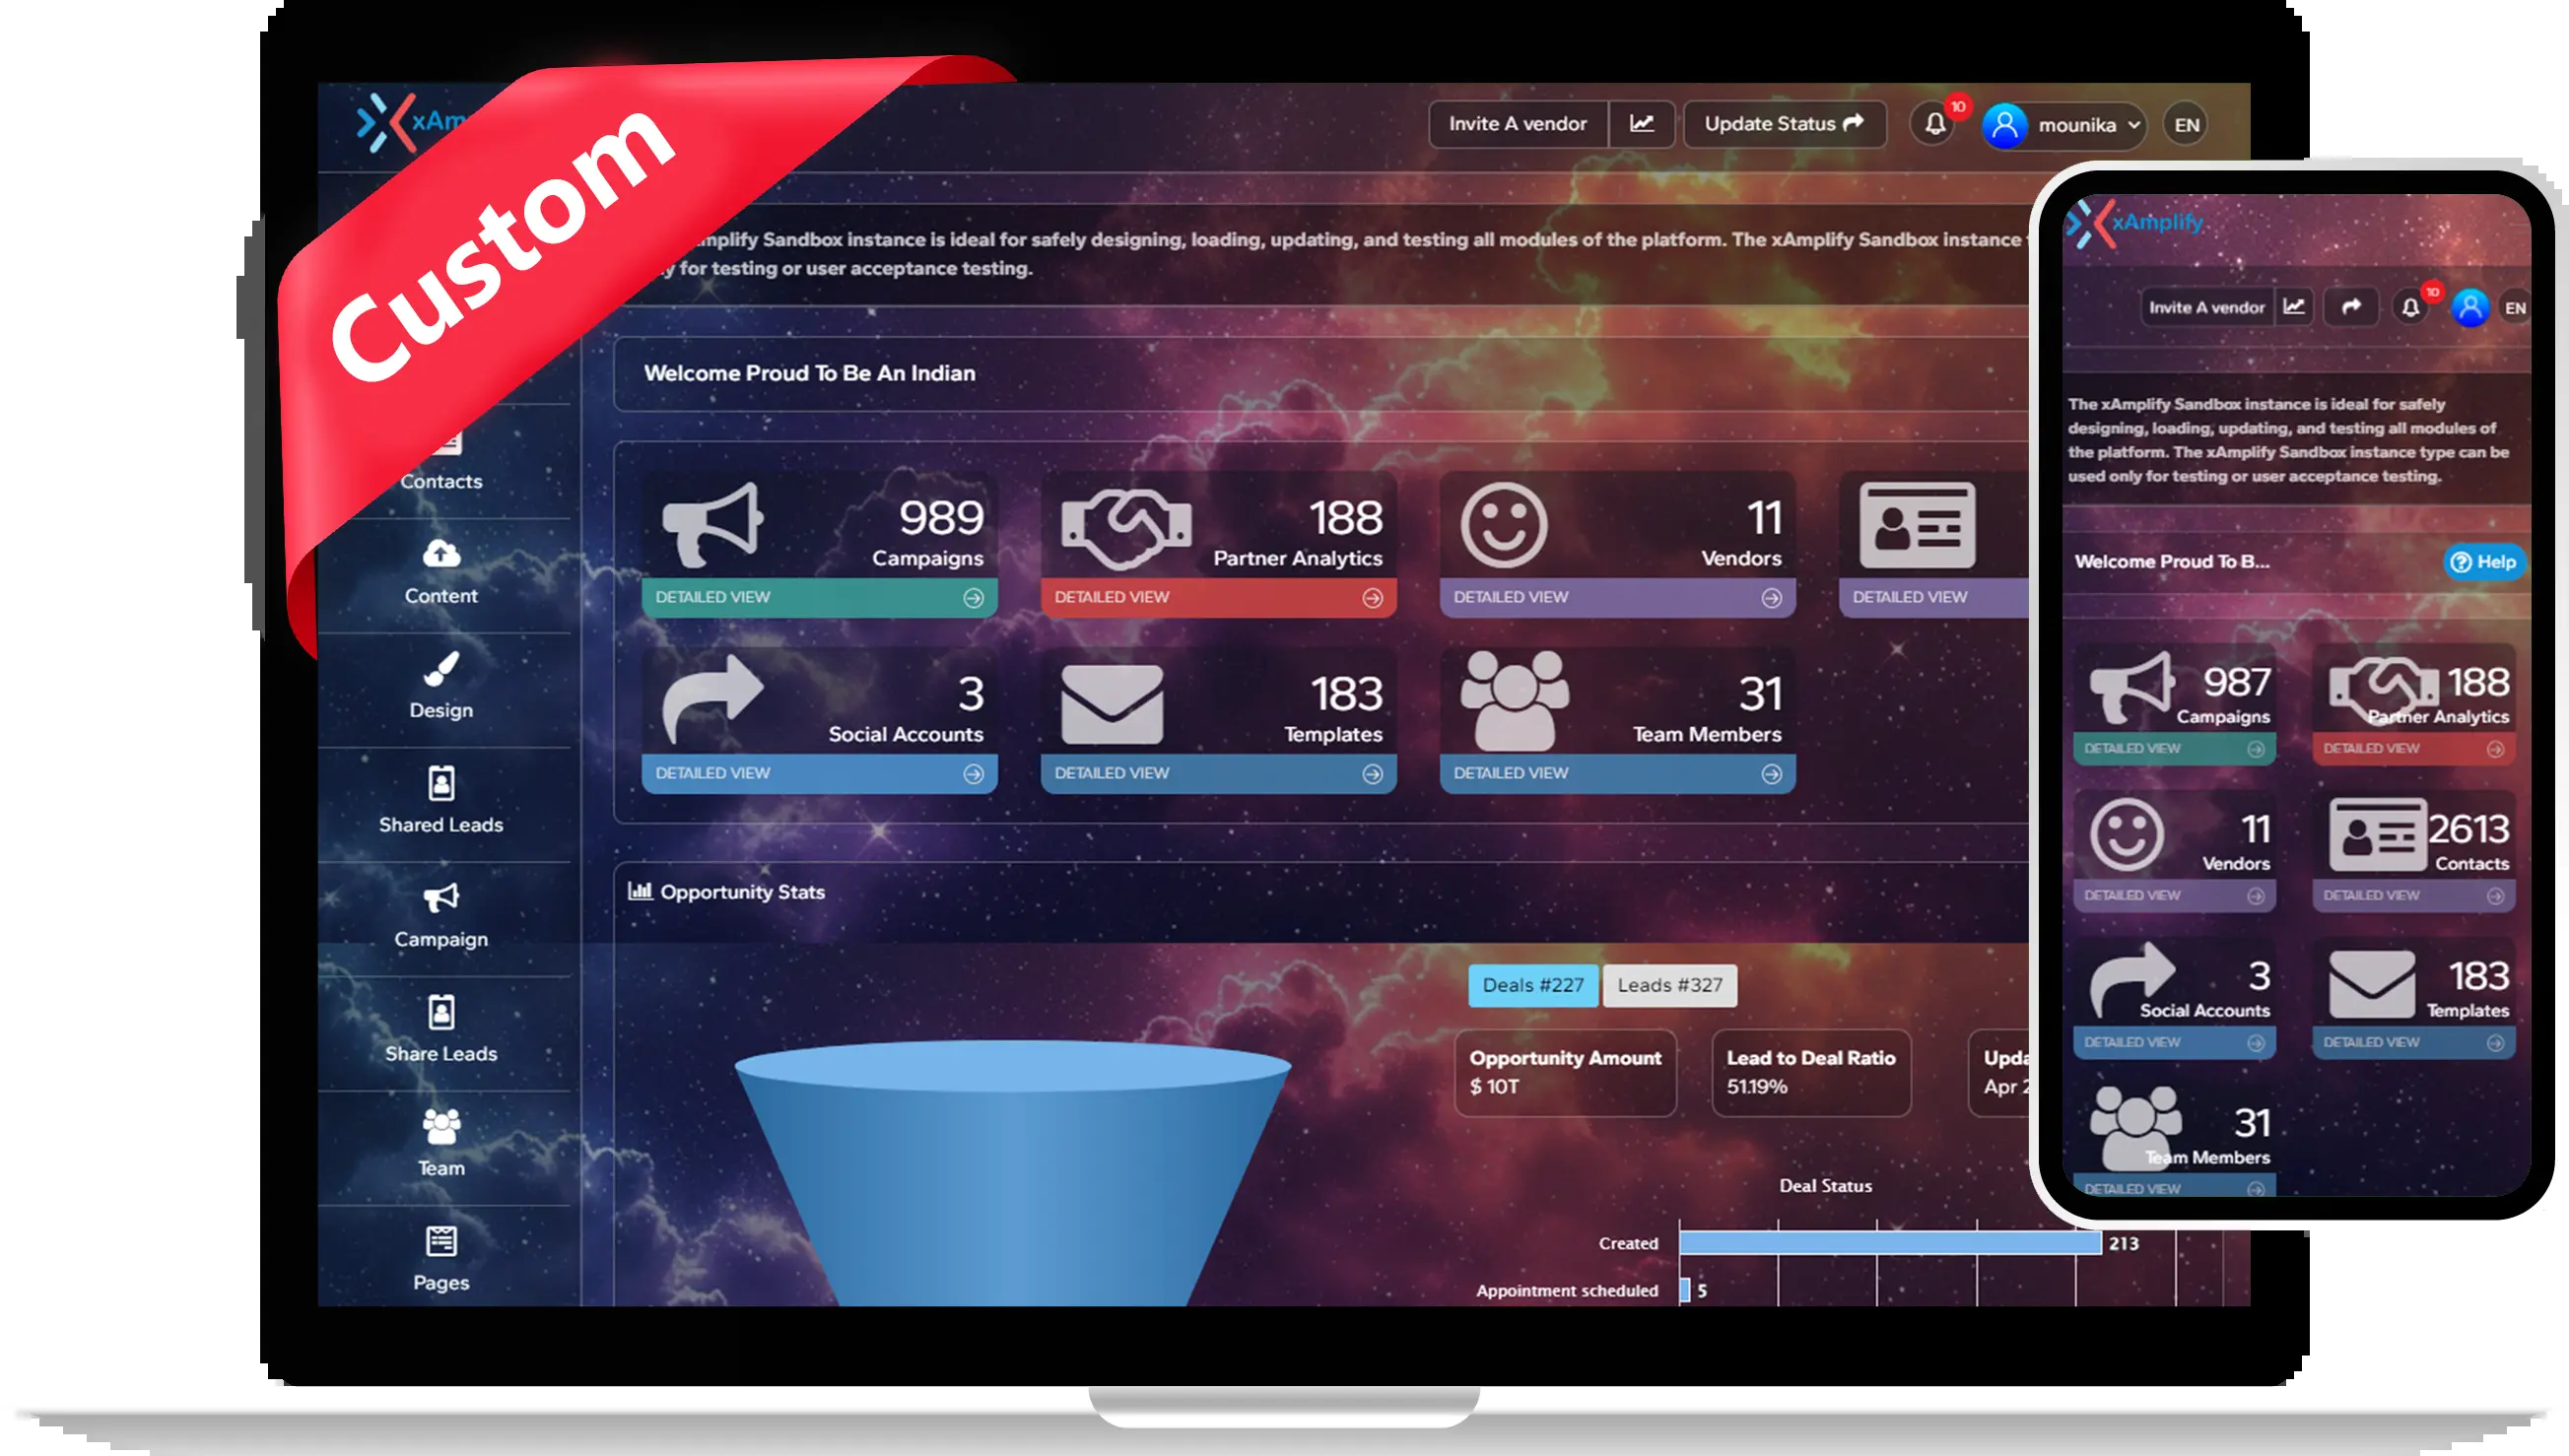 Custom
xAm
Invite A vendor
Update Status
10
mounika
EN
mplify Sandbox instance is ideal for safely designing, loading, updating, and testing all modules of the platform. The xAmplify Sandbox instance
y for testing or user acceptance testing.
Welcome Proud To Be An Indian
Contacts
Content
Design
Shared Leads
Campaign
Share Leads
Team
Pages
989
Campaigns
DETAILED VIEW
188
Partner Analytics
DETAILED VIEW
11
Vendors
DETAILED VIEW
DETAILED VIEW
3
Social Accounts
DETAILED VIEW
183
Templates
DETAILED VIEW
31
Team Members
DETAILED VIEW
Opportunity Stats
Deals #227
Leads #327
Opportunity Amount
$ 10T
Lead to Deal Ratio
51.19%
Upda
Apr 2
Deal Status
Created
213
Appointment scheduled
5
xAmplify
Invite A vendor
10
EN
The xAmplify Sandbox instance is ideal for safely
designing, loading, updating, and testing all modules of
the platform. The xAmplify Sandbox instance type can be
used only for testing or user acceptance testing.
Welcome Proud To B...
Help
987
Campaigns
DETAILED VIEW
188
Partner Analytics
DETAILED VIEW
11
Vendors
DETAILED VIEW
2613
Contacts
DETAILED VIEW
3
Social Accounts
DETAILED VIEW
183
Templates
DETAILED VIEW
31
Team Members
DETAILED VIEW